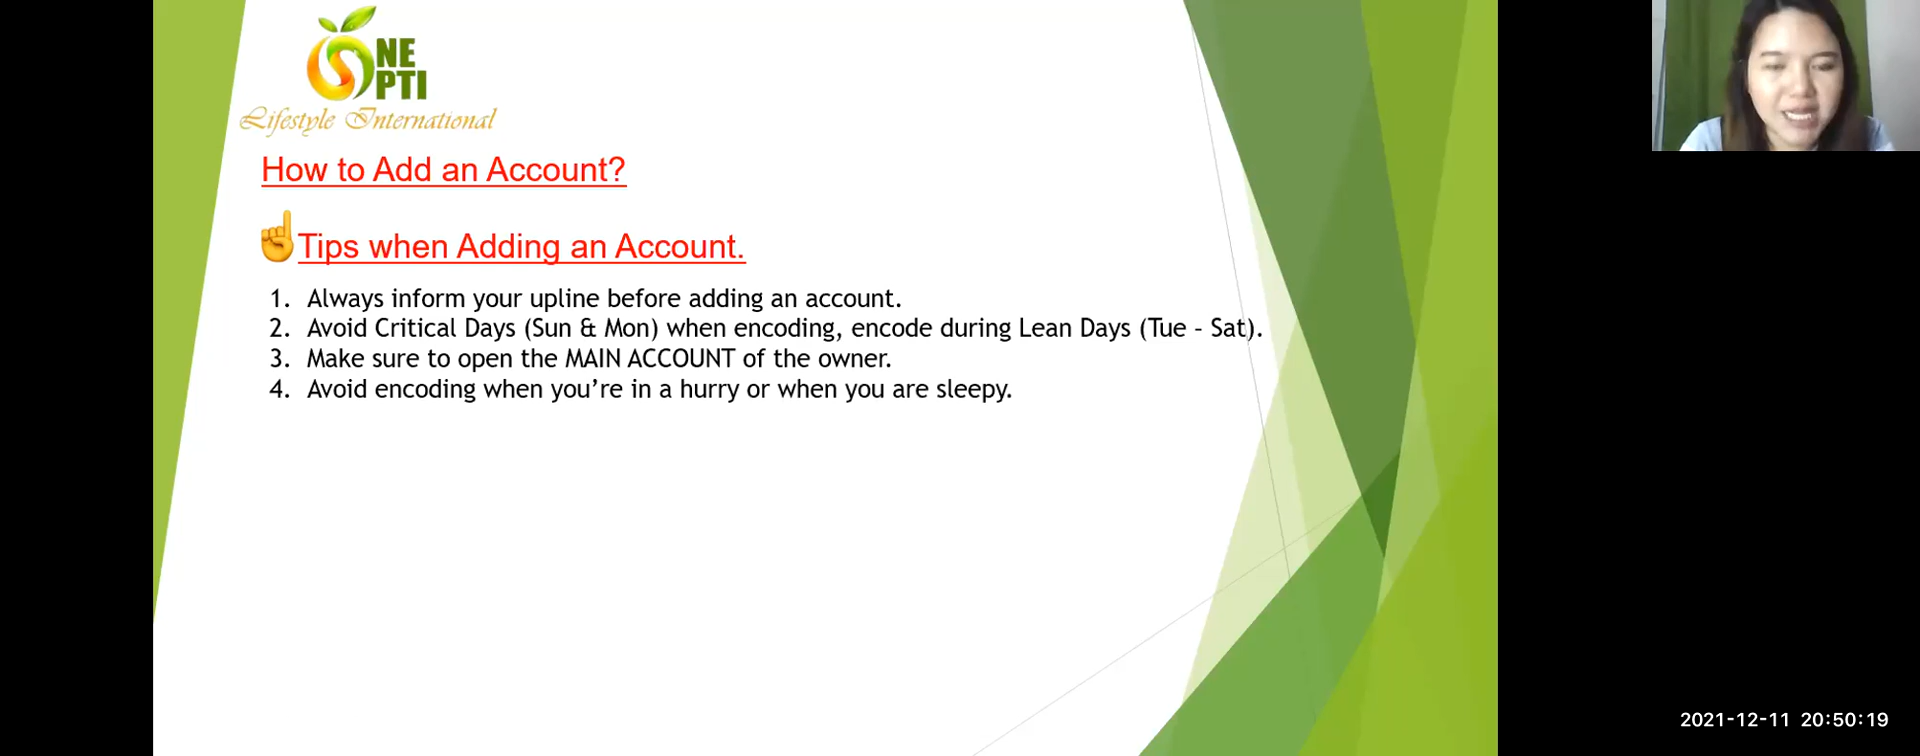 NE
PTI
Lifestyle International
How to Add an Account?
☝Tips when Adding an Account.
1. Always inform your upline before adding an account.
2. Avoid Critical Days (Sun & Mon) when encoding, encode during Lean Days (Tue – Sat).
3. Make sure to open the MAIN ACCOUNT of the owner.
4. Avoid encoding when you’re in a hurry or when you are sleepy.
2021-12-11 20:50:19